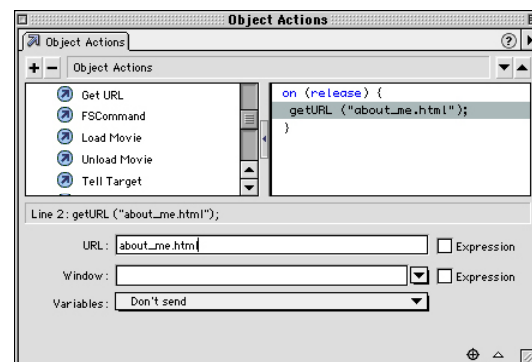 Object Actions
Object Actions
?
+ - Object Actions
Get URL
FSCommand
Load Movie
Unload Movie
Tell Target
on (release) {
getURL ("about_me.html");
}
Line 2: getURL ("about_me.html");
URL: about_me.html Expression
Window: Expression
Variables: Don't send